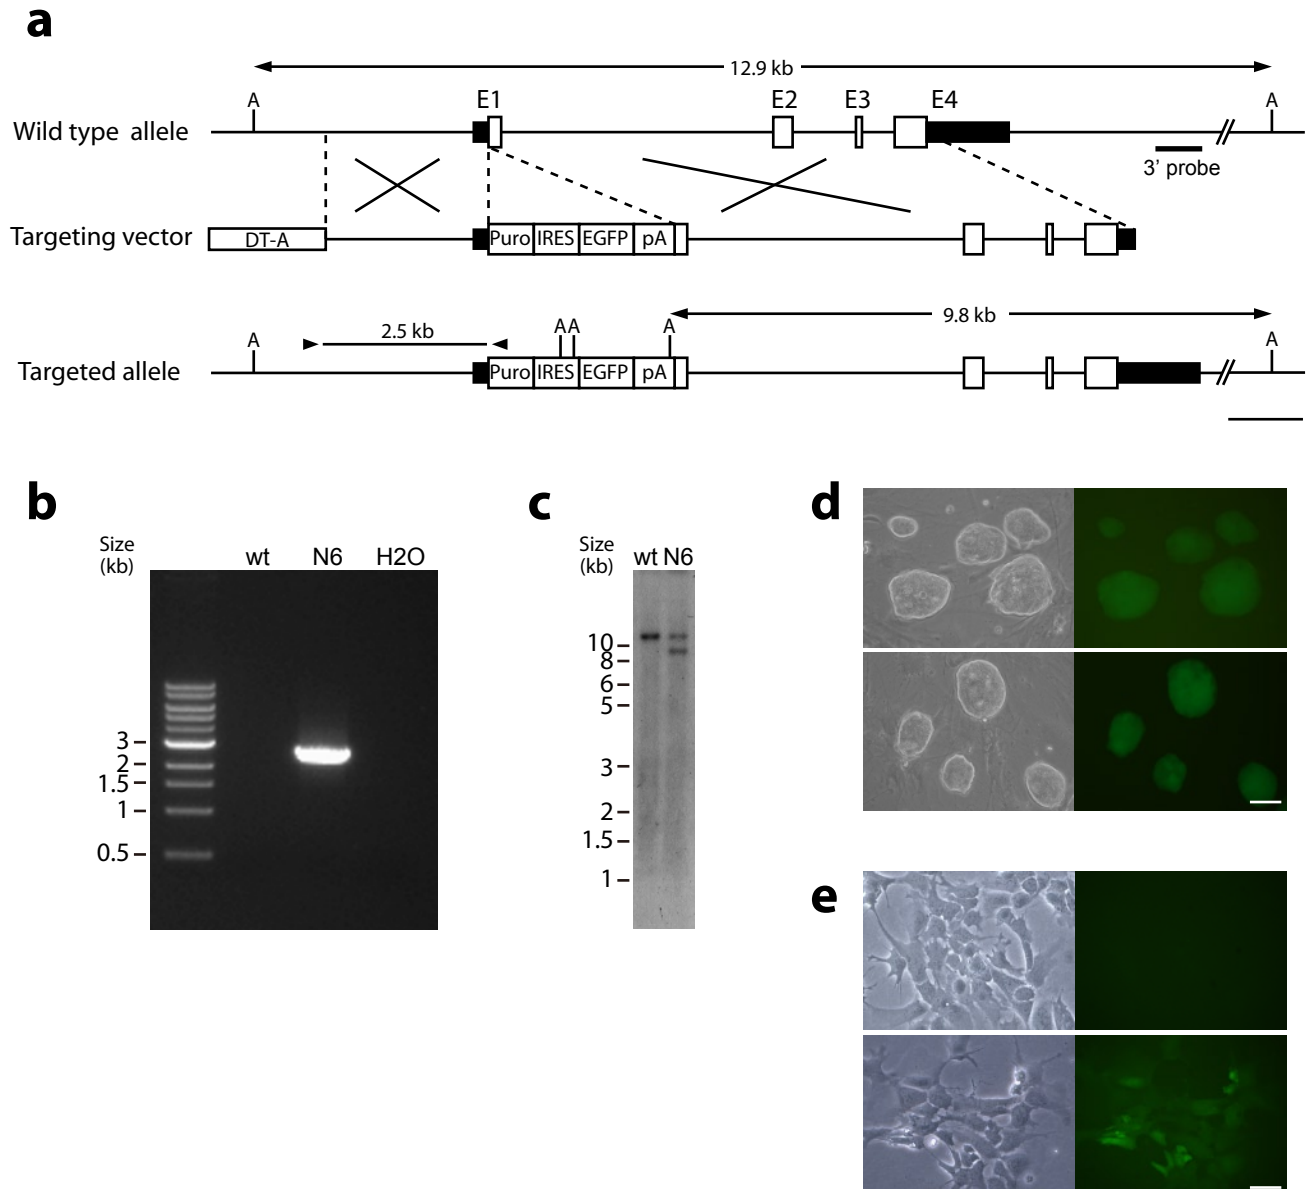 a
12.9 kb
A E1 E2 E3 E4 A
Wild type allele
3' probe
Targeting vector DT-A Puro IRES EGFP pA
2.5 kb 9.8 kb
A A A A A
Targeted allele Puro IRES EGFP pA
b
Size
(kb)
wt N6 H2O
3
2
1.5
1
0.5
c
Size
(kb)
wt N6
10
8
6
5
3
2
1.5
1
d
e